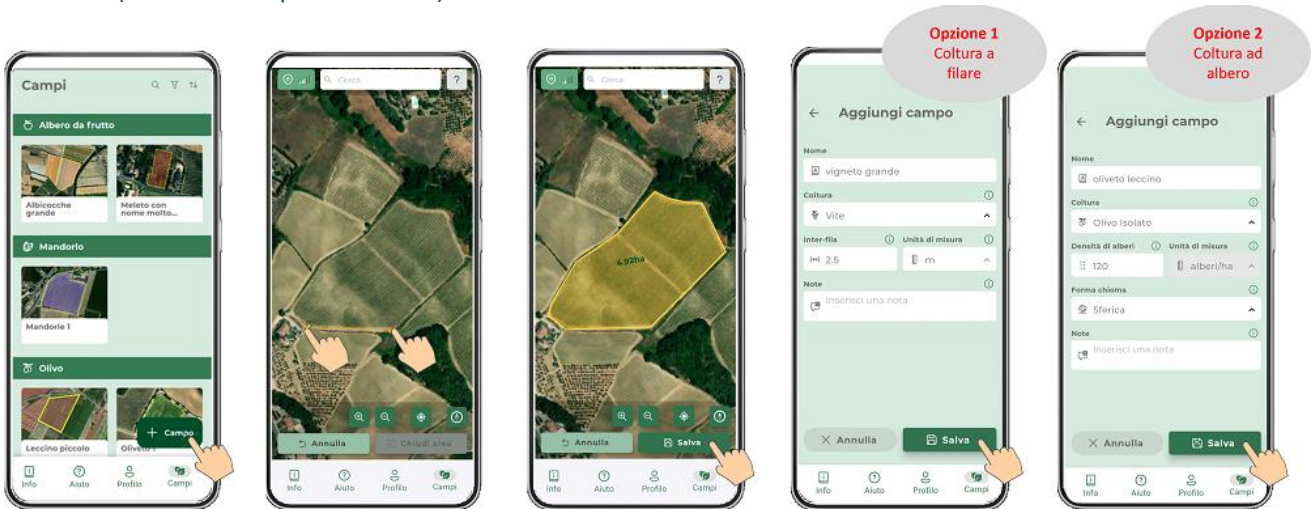 Campi
Albero da frutto
Albicocche
grande
Meleto con
nome molto...
Mandorlo
Mandorle 1
Olivo
Leccino piccolo
+ Campo
Info
Aiuto
Profilo
Campi
Cerca
?
Annulla
Chiudi area
Info
Aiuto
Profilo
Campi
Cerca
?
4.92ha
Annulla
Salva
Info
Aiuto
Profilo
Campi
Opzione 1
Coltura a
filare
Aggiungi campo
Nome
vigneto grande
Coltura
Vite
Inter-fila
Unità di misura
2.5
m
Note
Inserisci una nota
Annulla
Salva
Info
Aiuto
Profilo
Campi
Opzione 2
Coltura ad
albero
Aggiungi campo
Nome
oliveto leccino
Coltura
Olivo Isolato
Densità di alberi
Unità di misura
120
alberi/ha
Forma chioma
Sferica
Note
Inserisci una nota
Annulla
Salva
Info
Aiuto
Profilo
Campi